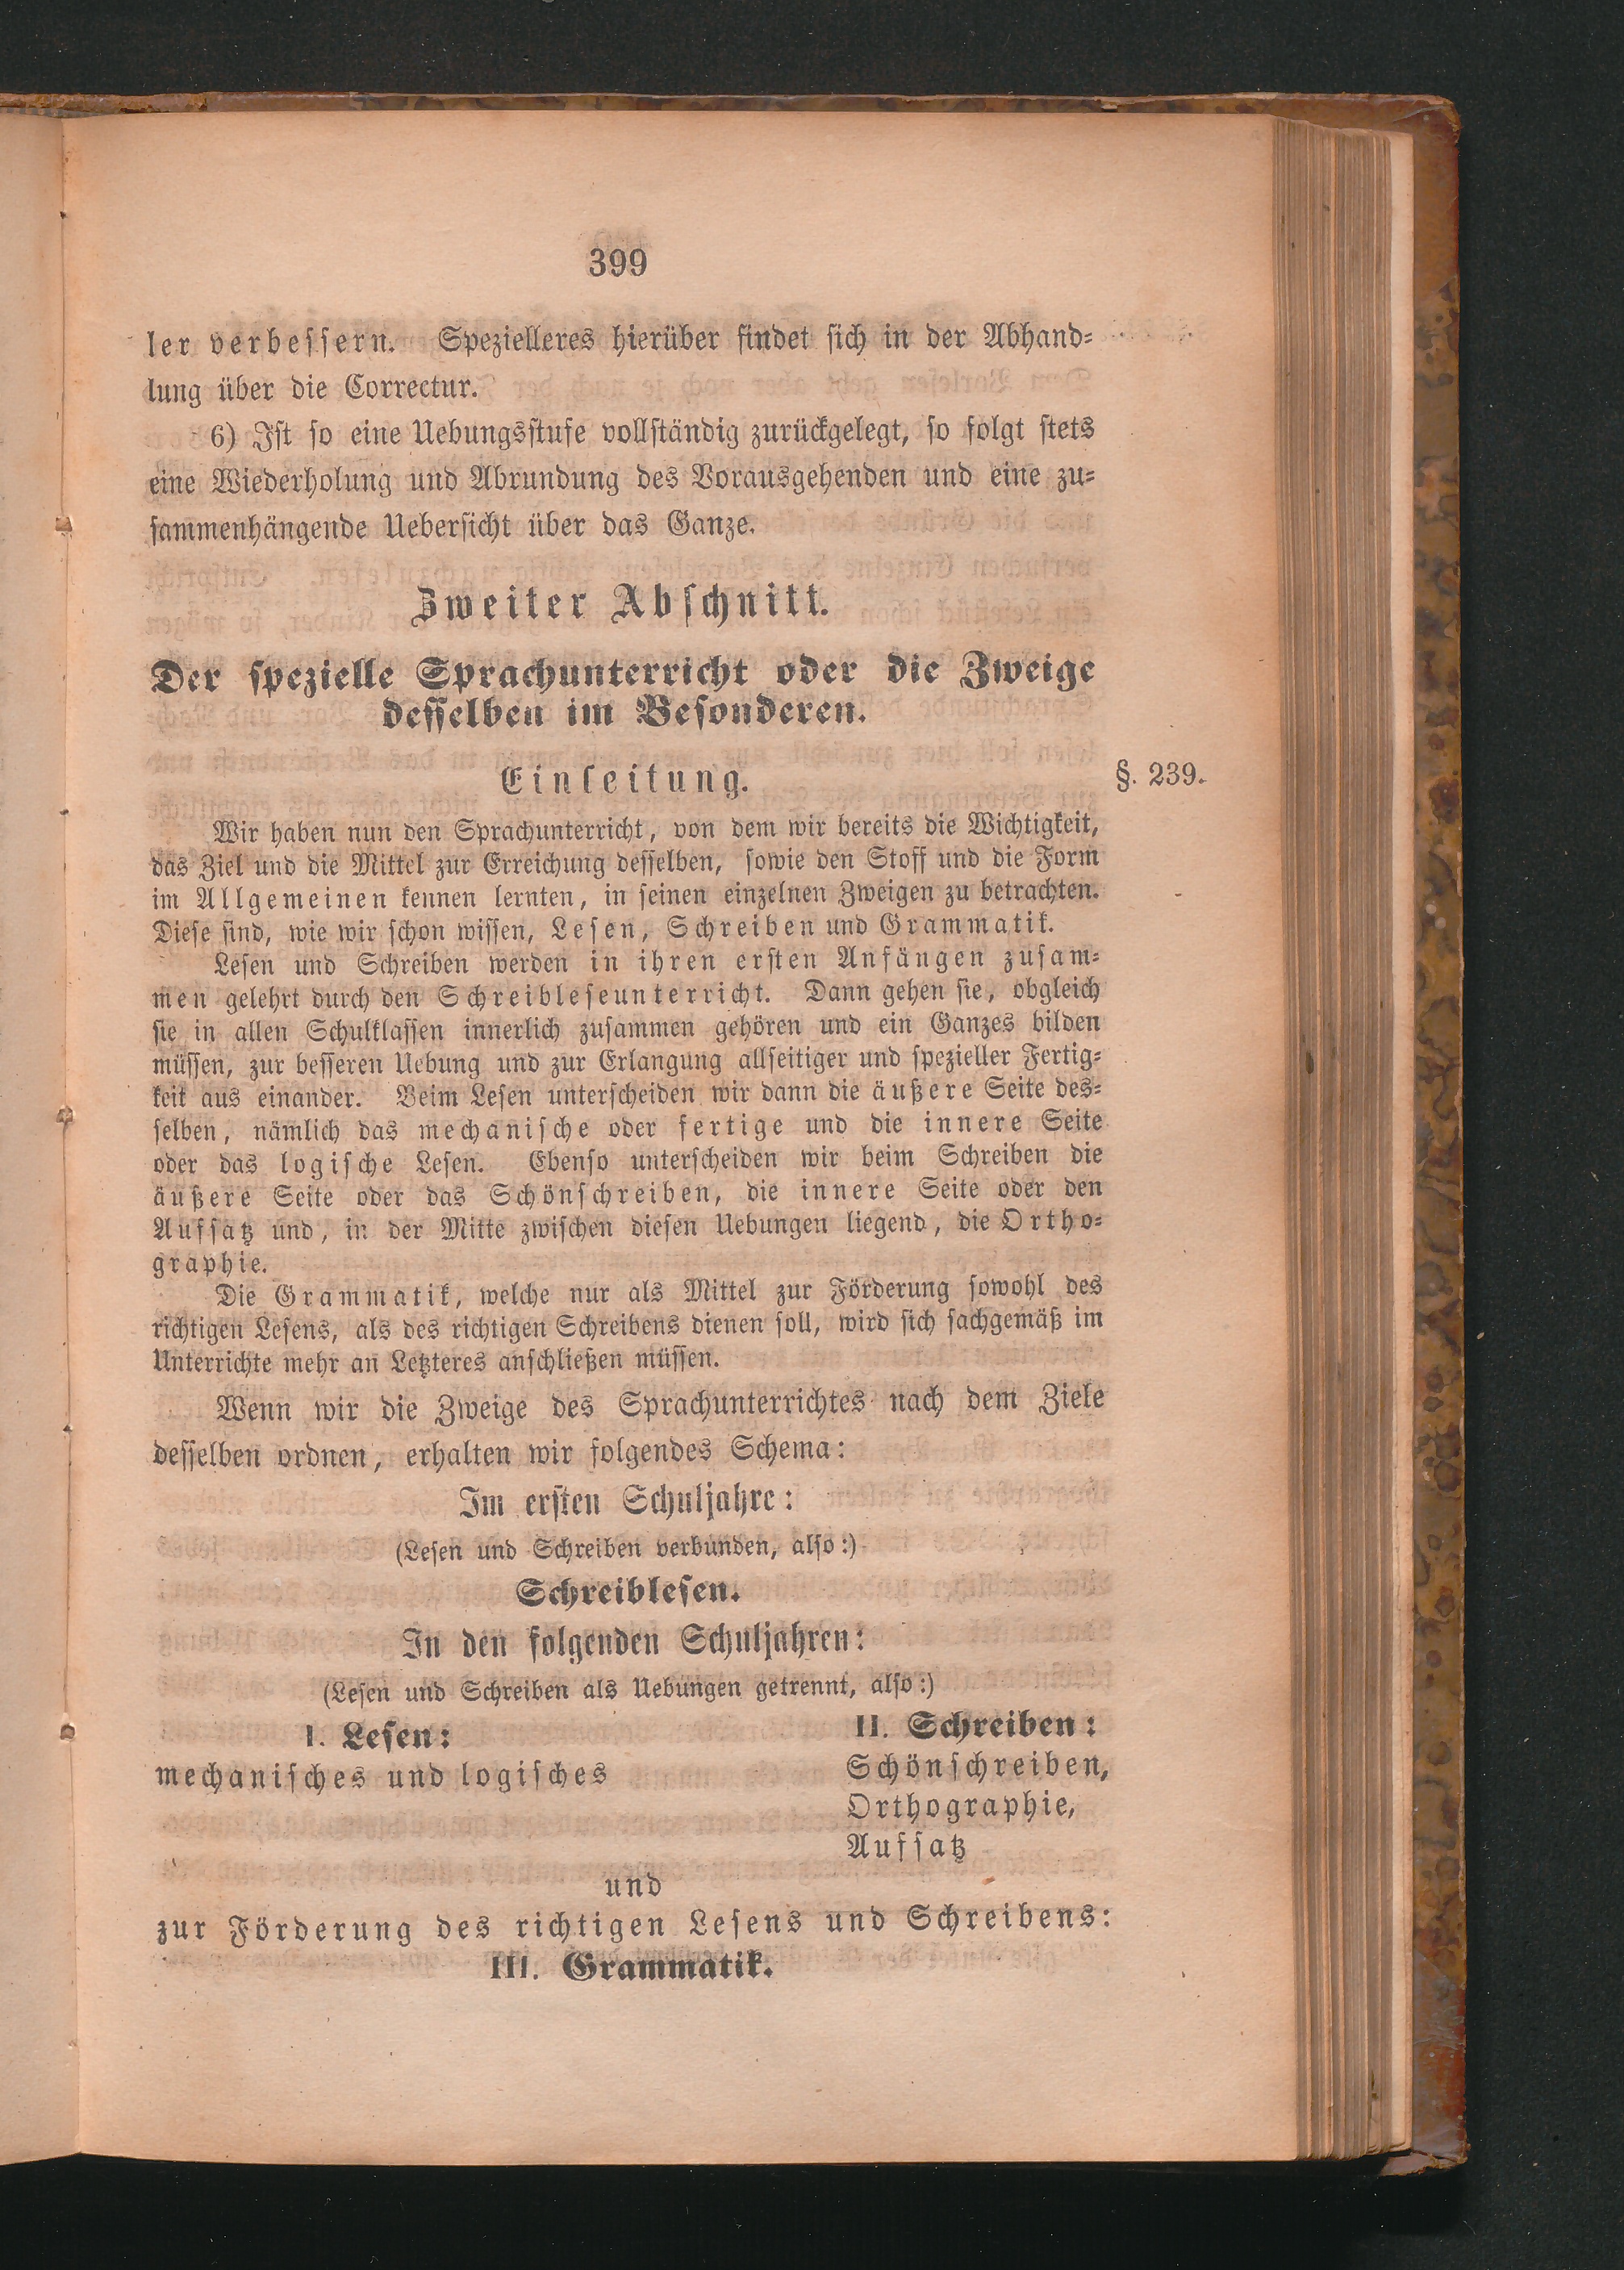 399
ler verbessern. Spezielleres hierüber findet sich in der Abhand-
lung über die Correctur.
6) Ist so eine Uebungsstufe vollständig zurückgelegt, so folgt stets
eine Wiederholung und Abrundung des Vorausgehenden und eine zu-
sammenhängende Uebersicht über das Ganze.
Zweiter Abschnitt.
Der spezielle Sprachunterricht oder die Zweige
desselben im Besonderen.
Einleitung.
§. 239.
Wir haben nun den Sprachunterricht, von dem wir bereits die Wichtigkeit,
das Ziel und die Mittel zur Erreichung desselben, sowie den Stoff und die Form
im Allgemeinen kennen lernten, in seinen einzelnen Zweigen zu betrachten.
Diese sind, wie wir schon wissen, Lesen, Schreiben und Grammatik.
Lesen und Schreiben werden in ihren ersten Anfängen zusam-
men gelehrt durch den Schreibleseunterricht. Dann gehen sie, obgleich
sie in allen Schulklassen innerlich zusammen gehören und ein Ganzes bilden
müssen, zur besseren Uebung und zur Erlangung allseitiger und spezieller Fertig-
keit aus einander. Beim Lesen unterscheiden wir dann die äußere Seite des-
selben, nämlich das mechanische oder fertige und die innere Seite
oder das logische Lesen. Ebenso unterscheiden wir beim Schreiben die
äußere Seite oder das Schönschreiben, die innere Seite oder den
Aufsatz und, in der Mitte zwischen diesen Uebungen liegend, die Ortho-
graphie.
Die Grammatik, welche nur als Mittel zur Förderung sowohl des
richtigen Lesens, als des richtigen Schreibens dienen soll, wird sich sachgemäß im
Unterrichte mehr an Letzteres anschließen müssen.
Wenn wir die Zweige des Sprachunterrichtes nach dem Ziele
desselben ordnen, erhalten wir folgendes Schema:
Im ersten Schuljahre:
(Lesen und Schreiben verbunden, also:)
Schreiblesen.
In den folgenden Schuljahren:
(Lesen und Schreiben als Uebungen getrennt, also:)
I. Lesen:
mechanisches und logisches
II. Schreiben:
Schönschreiben,
Orthographie,
Aufsatz
und
zur Förderung des richtigen Lesens und Schreibens:
III. Grammatik.